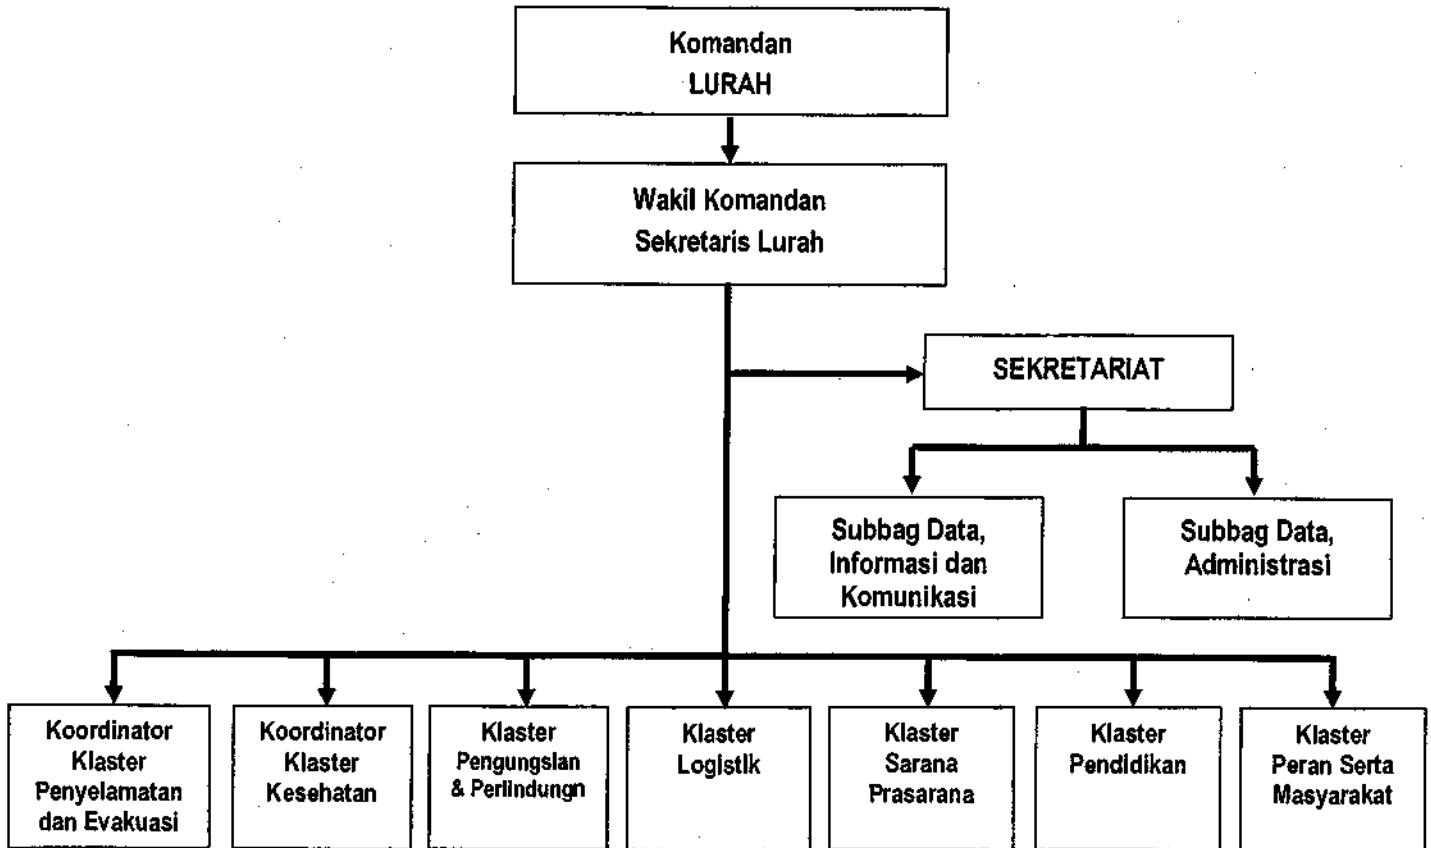 Komandan
LURAH
Wakil Komandan
Sekretaris Lurah
SEKRETARIAT
Subbag Data,
Informasi dan
Komunikasi
Subbag Data,
Administrasi
Koordinator
Klaster
Penyelamatan
dan Evakuasi
Koordinator
Klaster
Kesehatan
Klaster
Pengungsian
& Perlindungn
Klaster
Logistik
Klaster
Sarana
Prasarana
Klaster
Pendidikan
Klaster
Peran Serta
Masyarakat